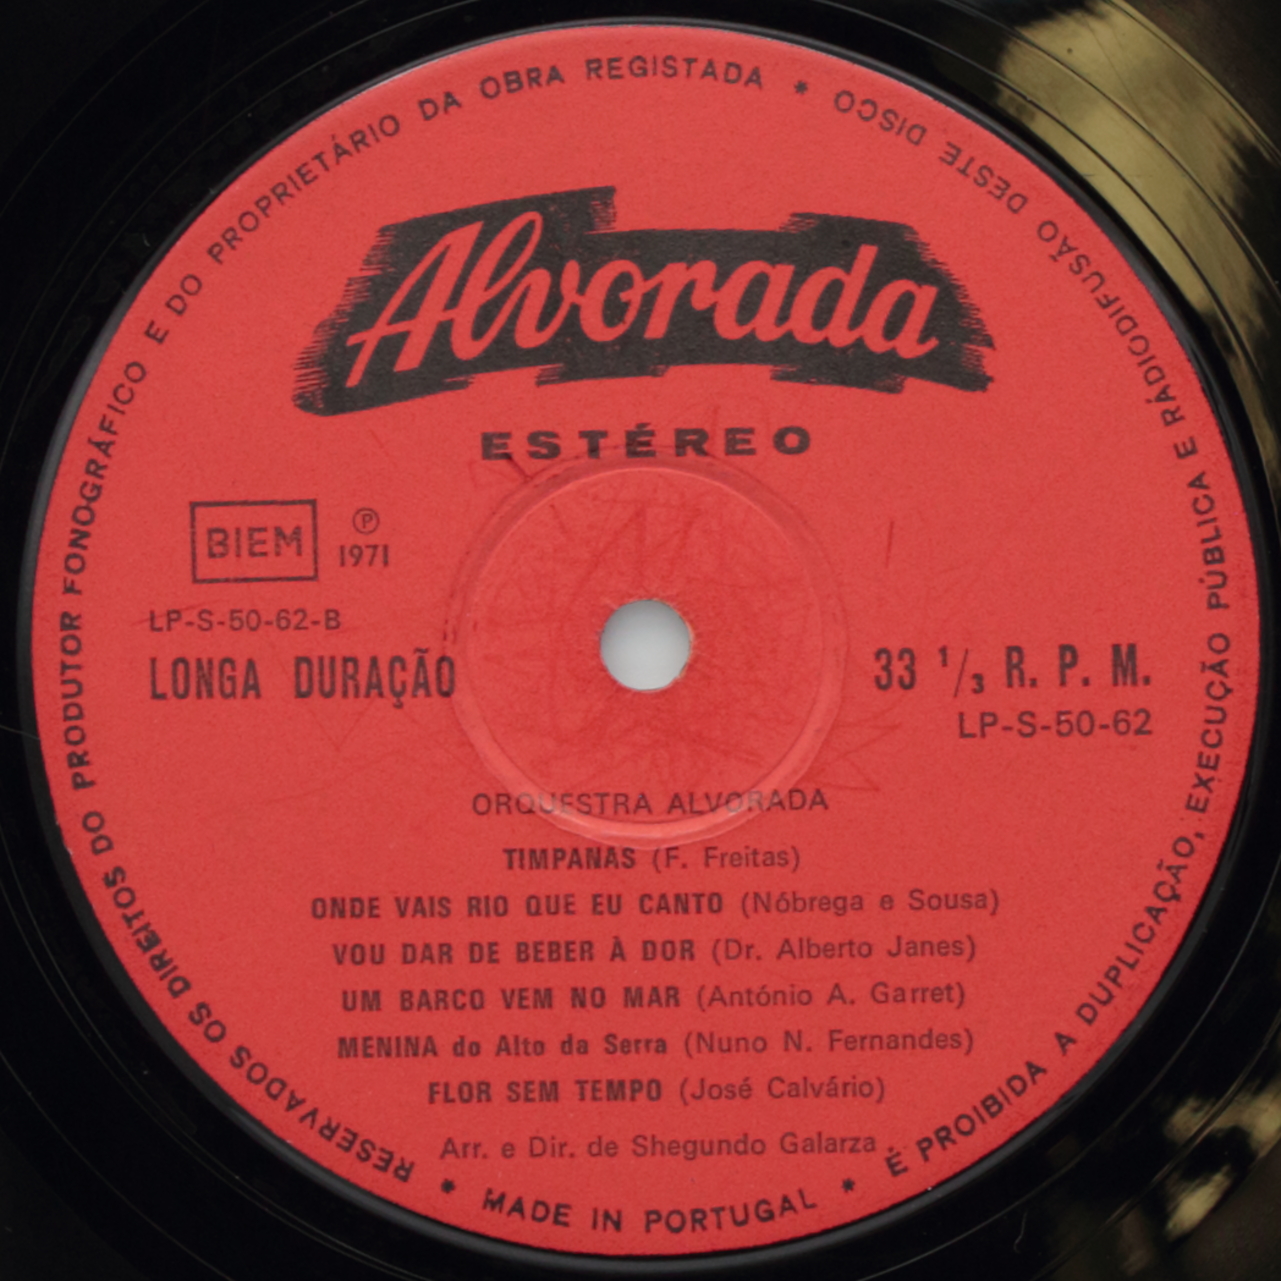 Alvorada
ESTÉREO
BIEM
℗
1971
LP-S-50-62-B
LONGA DURAÇÃO
33 1/3 R. P. M.
LP-S-50-62
ORQUESTRA ALVORADA
TIMPANAS (F. Freitas)
ONDE VAIS RIO QUE EU CANTO (Nóbrega e Sousa)
VOU DAR DE BEBER À DOR (Dr. Alberto Janes)
UM BARCO VEM NO MAR (António A. Garret)
MENINA do Alto da Serra (Nuno N. Fernandes)
FLOR SEM TEMPO (José Calvário)
Arr. e Dir. de Shegundo Galarza
RESERVADOS OS DIREITOS DO PRODUTOR FONOGRÁFICO E DO PROPRIETÁRIO DA OBRA REGISTADA * É PROIBIDA A DUPLICAÇÃO, EXECUÇÃO PÚBLICA E RÁDIODIFUSÃO DESTE DISCO
* MADE IN PORTUGAL *